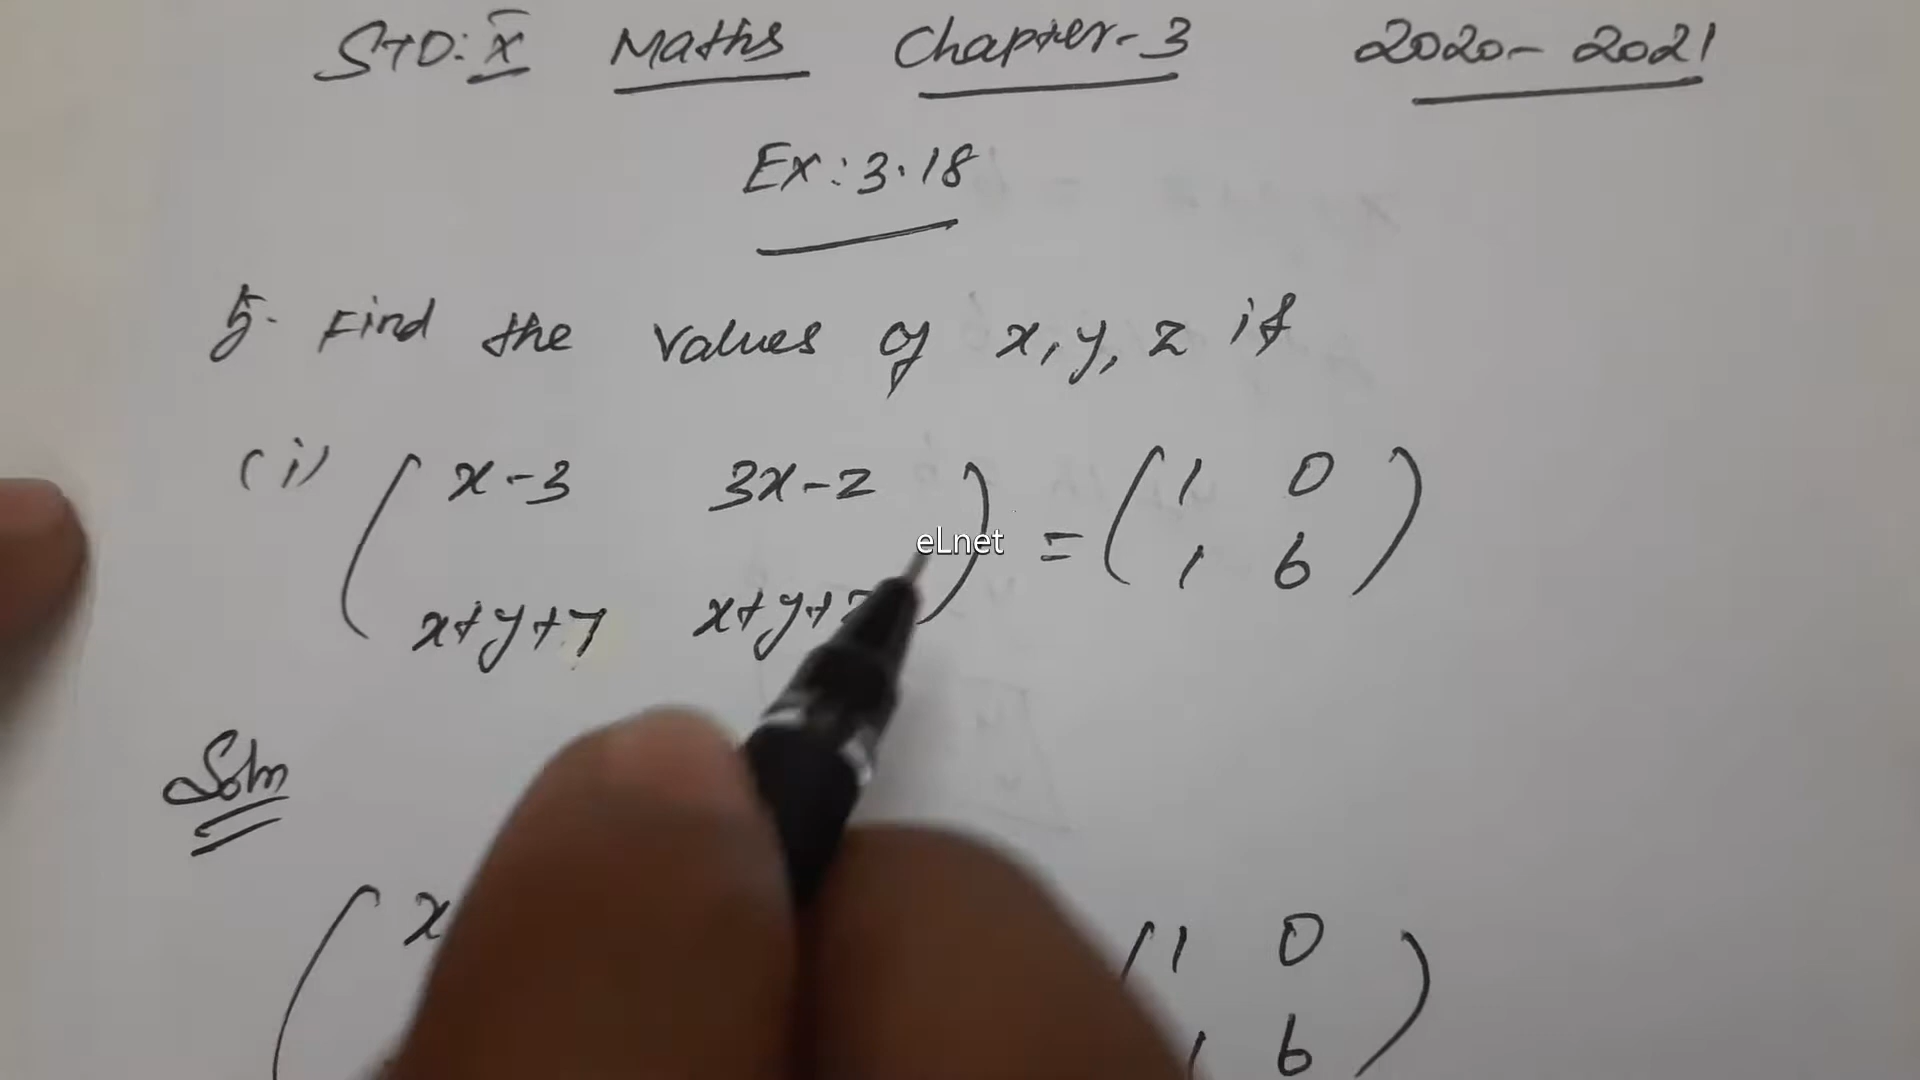 STD: X Maths Chapter-3 2020-2021
Ex: 3.18
5. Find the values of x, y, z if
(i) ( x-3 3x-z ) = ( 1 0 )
eLnet
( x+y+7 x+y+z ) ( 1 6 )
Soln
( x ( 1 0 )
1 6